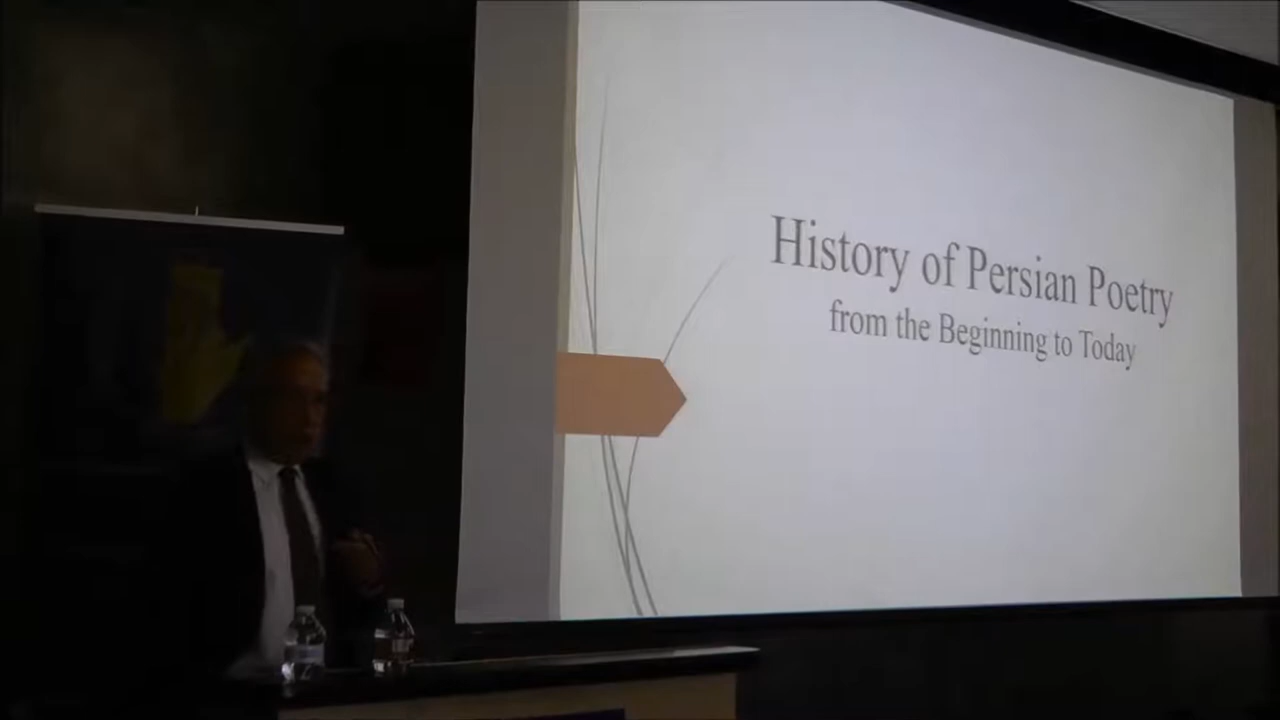 History of Persian Poetry
from the Beginning to Today